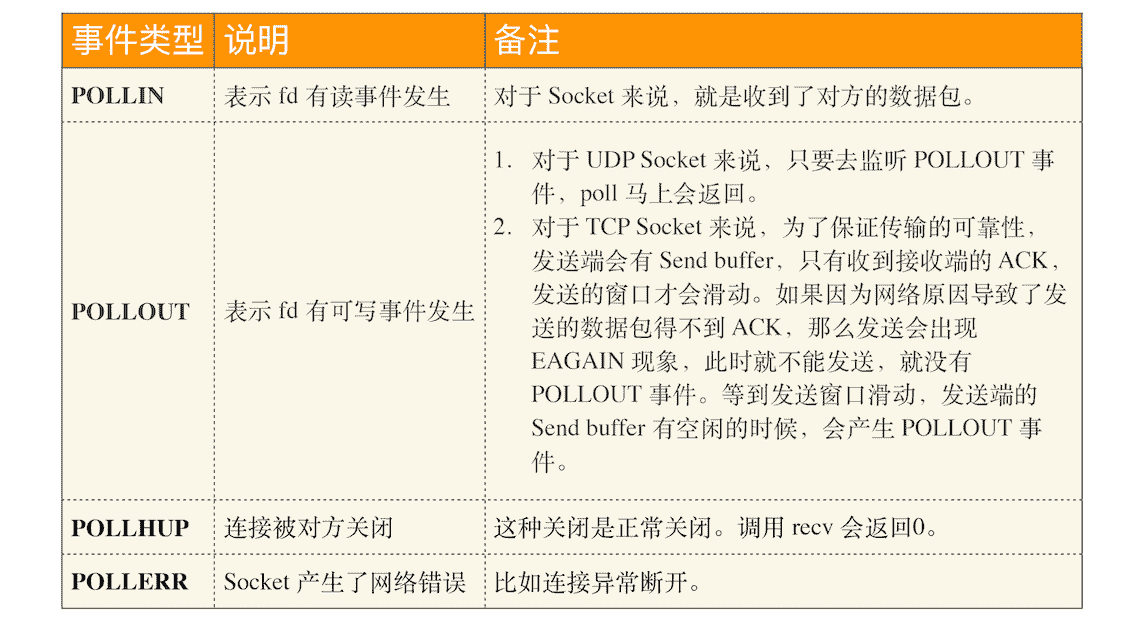 事件类型 说明 备注
POLLIN 表示 fd 有读事件发生 对于 Socket 来说，就是收到了对方的数据包。
POLLOUT 表示 fd 有可写事件发生
1. 对于 UDP Socket 来说，只要去监听 POLLOUT 事
件，poll 马上会返回。
2. 对于 TCP Socket 来说，为了保证传输的可靠性，
发送端会有 Send buffer，只有收到接收端的 ACK，
发送的窗口才会滑动。如果因为网络原因导致了发
送的数据包得不到 ACK，那么发送会出现
EAGAIN 现象，此时就不能发送，就没有
POLLOUT 事件。等到发送窗口滑动，发送端的
Send buffer 有空闲的时候，会产生 POLLOUT 事
件。
POLLHUP 连接被对方关闭 这种关闭是正常关闭。调用 recv 会返回0。
POLLERR Socket 产生了网络错误 比如连接异常断开。